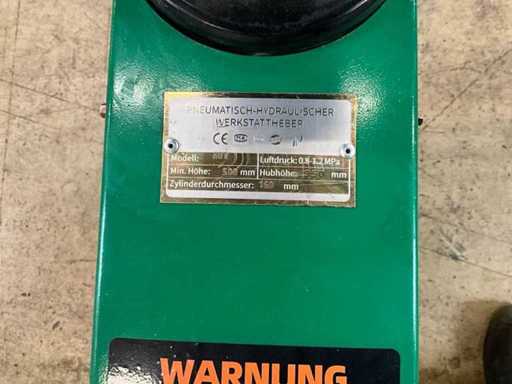 PNEUMATISCH-HYDRAULISCHER
WERKSTATTHEBER
CE
Modell: Luftdruck: 0.8-1.2 MPa
Min. Höhe: 500 mm Hubhöhe: mm
Zylinderdurchmesser: 160 mm
WARNUNG